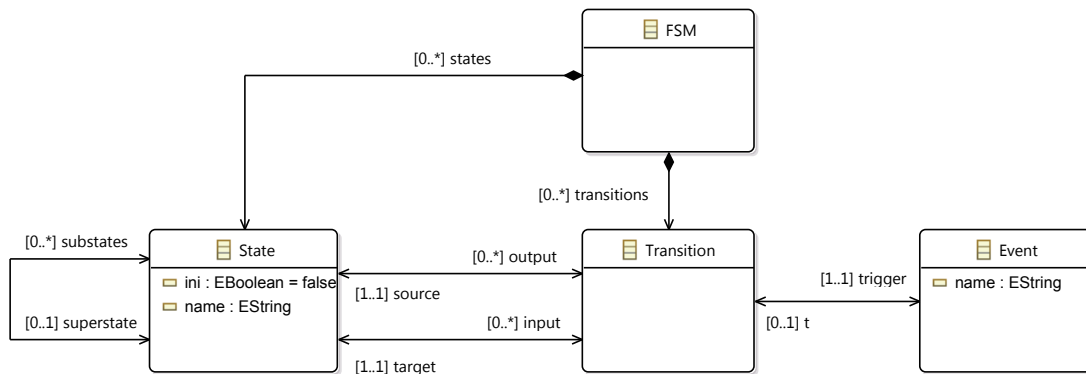 FSM
[0..*] states
[0..*] transitions
[0..*] substates
State
[0..*] output
Transition
Event
ini : EBoolean = false
name : EString
[1..1] source
[1..1] trigger
name : EString
[0..1] superstate
[0..*] input
[0..1] t
[1..1] target